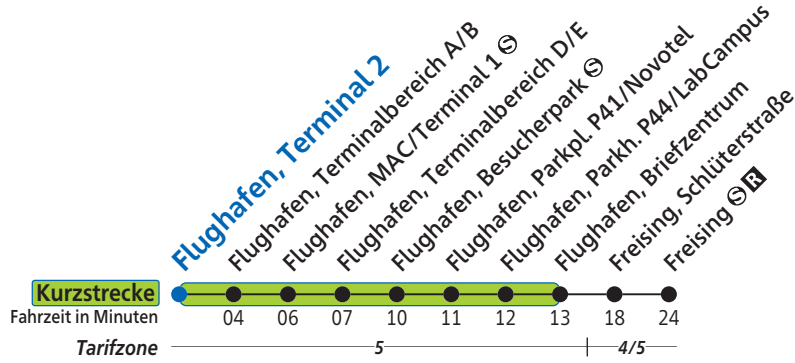 Flughafen, Terminal 2
Flughafen, Terminalbereich A/B
Flughafen, MAC/Terminal 1 S
Flughafen, Terminalbereich D/E
Flughafen, Besucherpark S
Flughafen, Parkpl. P41/Novotel
Flughafen, Parkh. P44/LabCampus
Flughafen, Briefzentrum
Freising, Schlüterstraße
Freising S R
Kurzstrecke
Fahrzeit in Minuten 04 06 07 10 11 12 13 18 24
Tarifzone 5 4/5